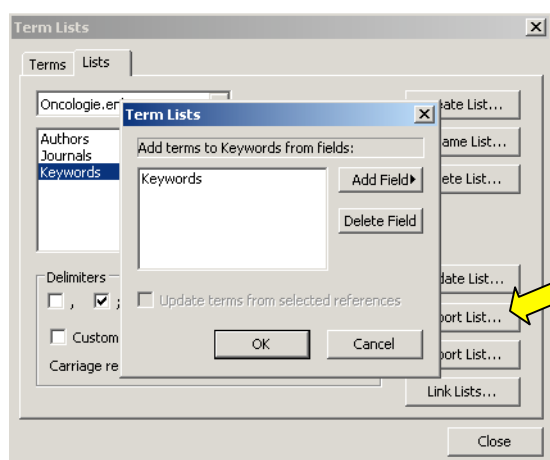 Term Lists
Terms Lists
Oncologie.en
Term Lists
Add terms to Keywords from fields:
Authors
Journals
Keywords
Keywords
Add Field
Delete Field
Update terms from selected references
OK Cancel
Delimiters
, ;
Custom
Carriage re
ate List...
ame List...
ete List...
date List...
port List...
port List...
Link Lists...
Close